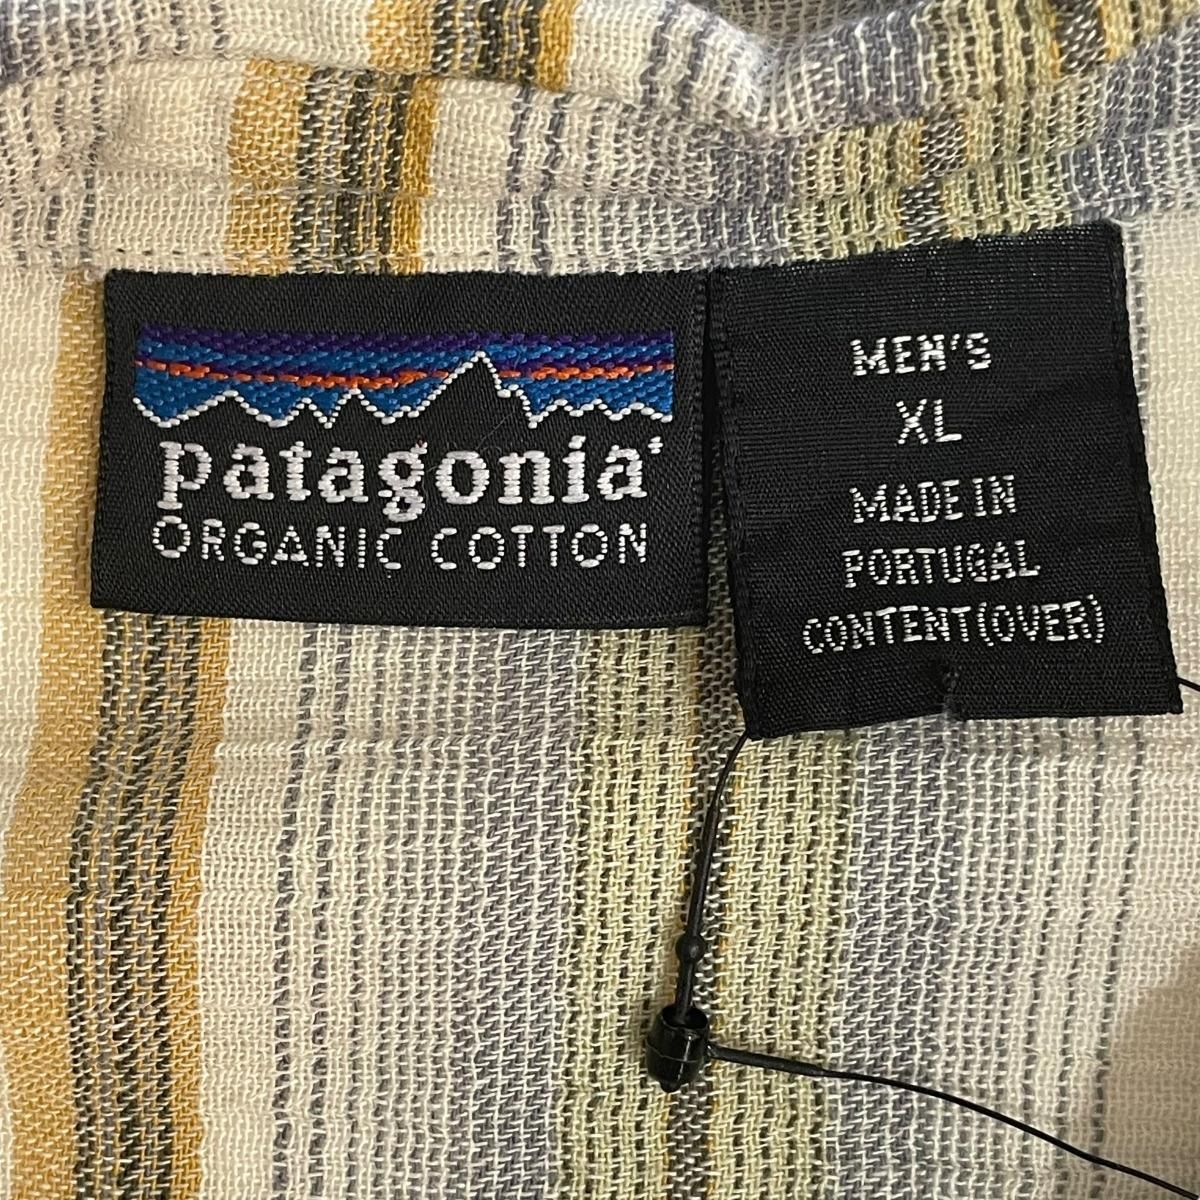 patagonia
ORGANIC COTTON
MEN'S
XL
MADE IN
PORTUGAL
CONTENT(OVER)